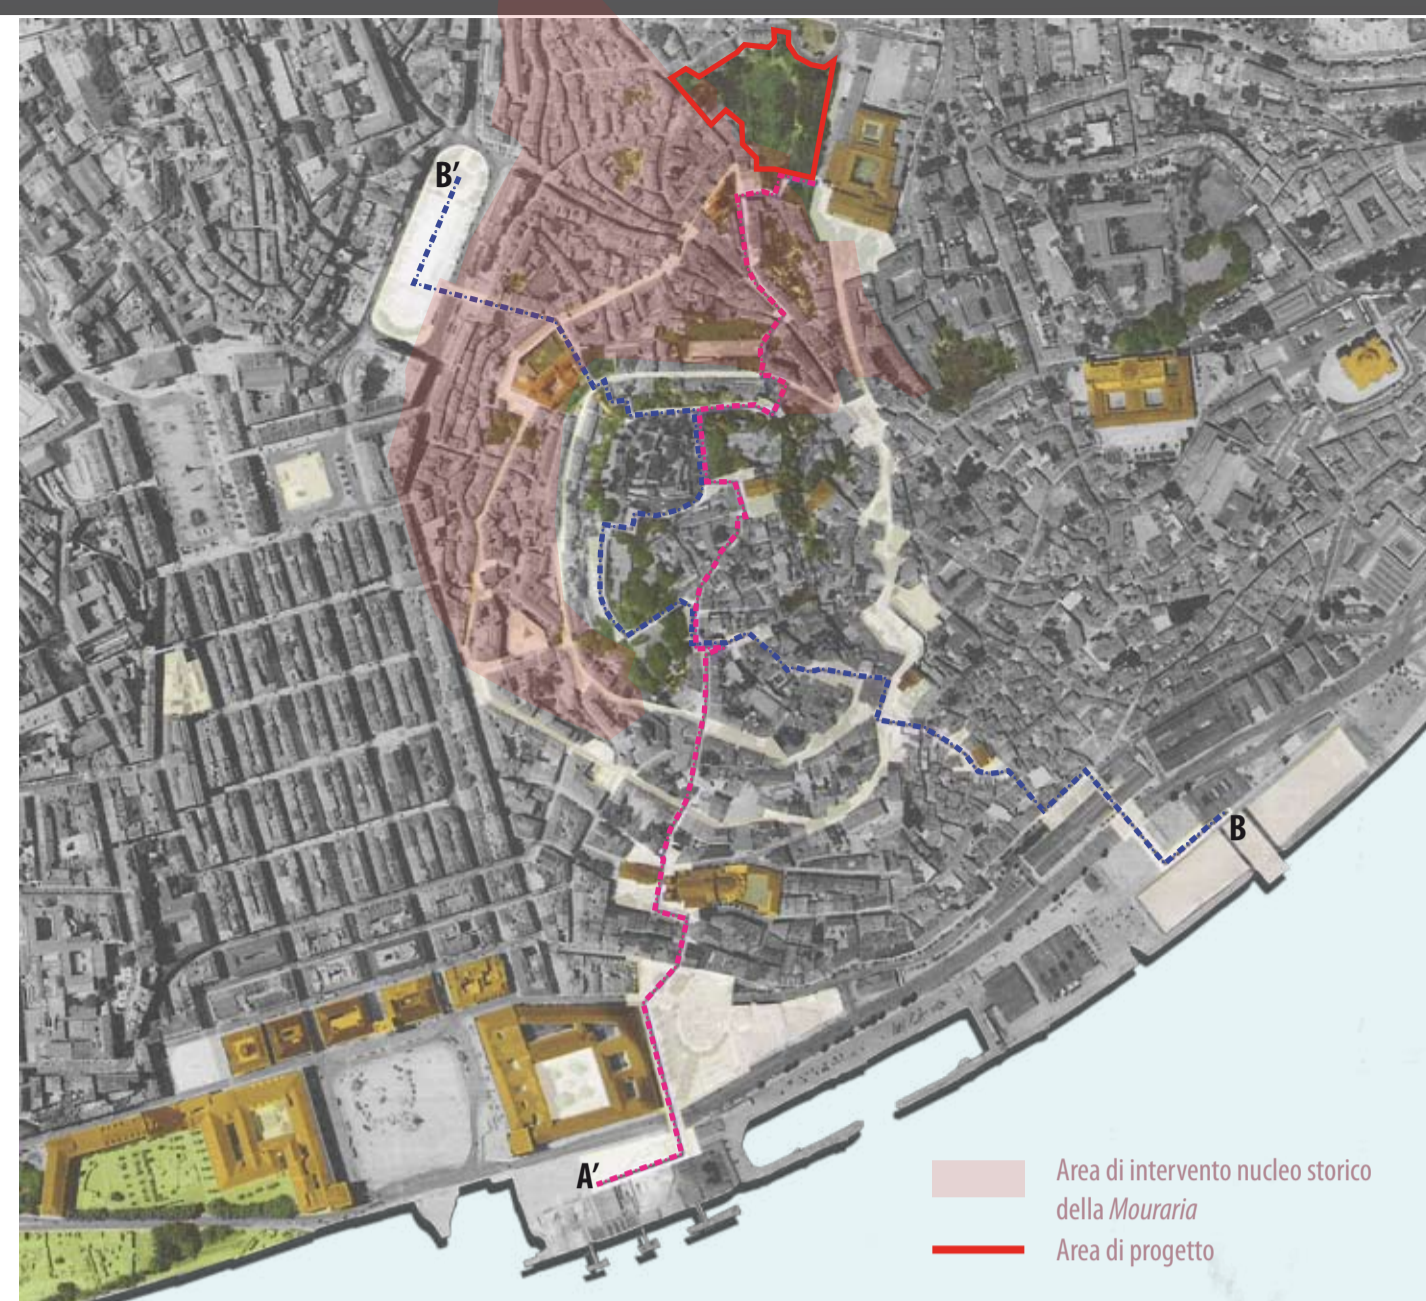 B’
B
A’
Area di intervento nucleo storico
della Mouraria
Area di progetto